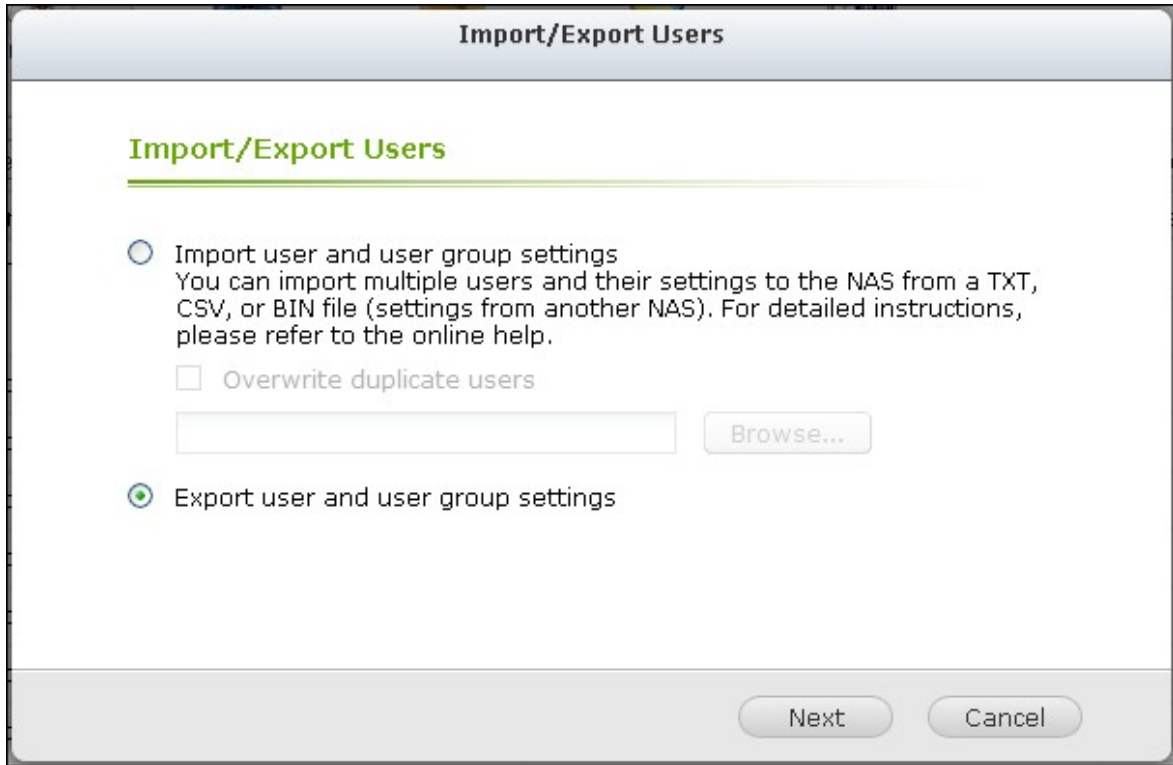 Import/Export Users
Import/Export Users
Import user and user group settings
You can import multiple users and their settings to the NAS from a TXT,
CSV, or BIN file (settings from another NAS). For detailed instructions,
please refer to the online help.
Overwrite duplicate users
Browse...
Export user and user group settings
Next Cancel